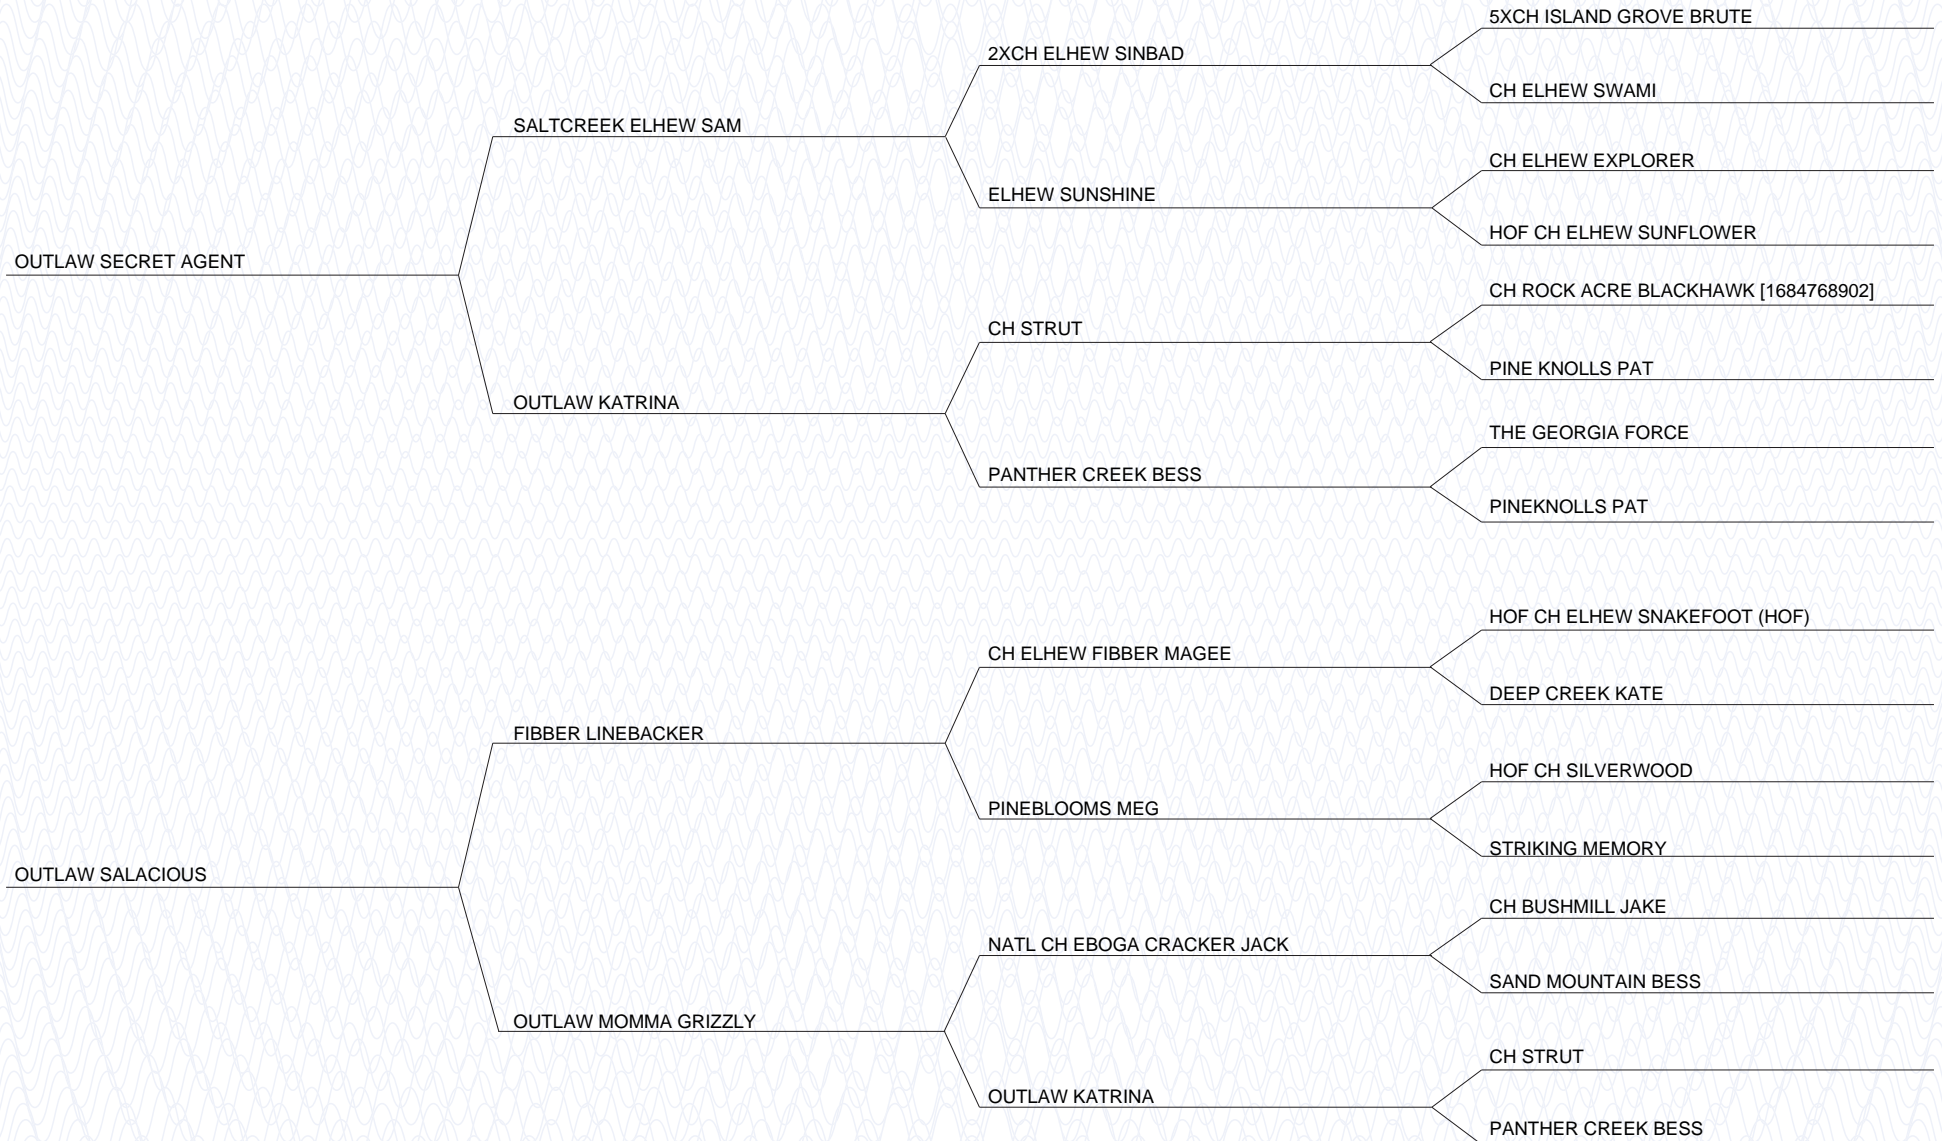 5XCH ISLAND GROVE BRUTE
2XCH ELHEW SINBAD
CH ELHEW SWAMI
SALTCREEK ELHEW SAM
CH ELHEW EXPLORER
ELHEW SUNSHINE
HOF CH ELHEW SUNFLOWER
OUTLAW SECRET AGENT
CH ROCK ACRE BLACKHAWK [1684768902]
CH STRUT
PINE KNOLLS PAT
OUTLAW KATRINA
THE GEORGIA FORCE
PANTHER CREEK BESS
PINEKNOLLS PAT
HOF CH ELHEW SNAKEFOOT (HOF)
CH ELHEW FIBBER MAGEE
DEEP CREEK KATE
FIBBER LINEBACKER
HOF CH SILVERWOOD
PINEBLOOMS MEG
STRIKING MEMORY
OUTLAW SALACIOUS
CH BUSHMILL JAKE
NATL CH EBOGA CRACKER JACK
SAND MOUNTAIN BESS
OUTLAW MOMMA GRIZZLY
CH STRUT
OUTLAW KATRINA
PANTHER CREEK BESS